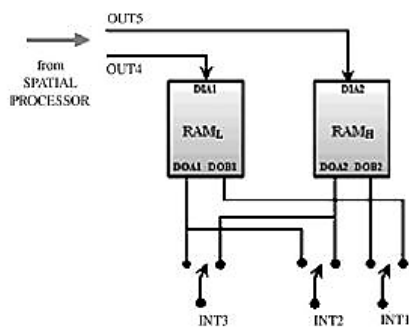 OUT5
from
SPATIAL
PROCESSOR
OUT4
DIA1
DIA2
RAML
RAMH
DOA1 DOB1
DOA2 DOB2
INT3
INT2
INT1